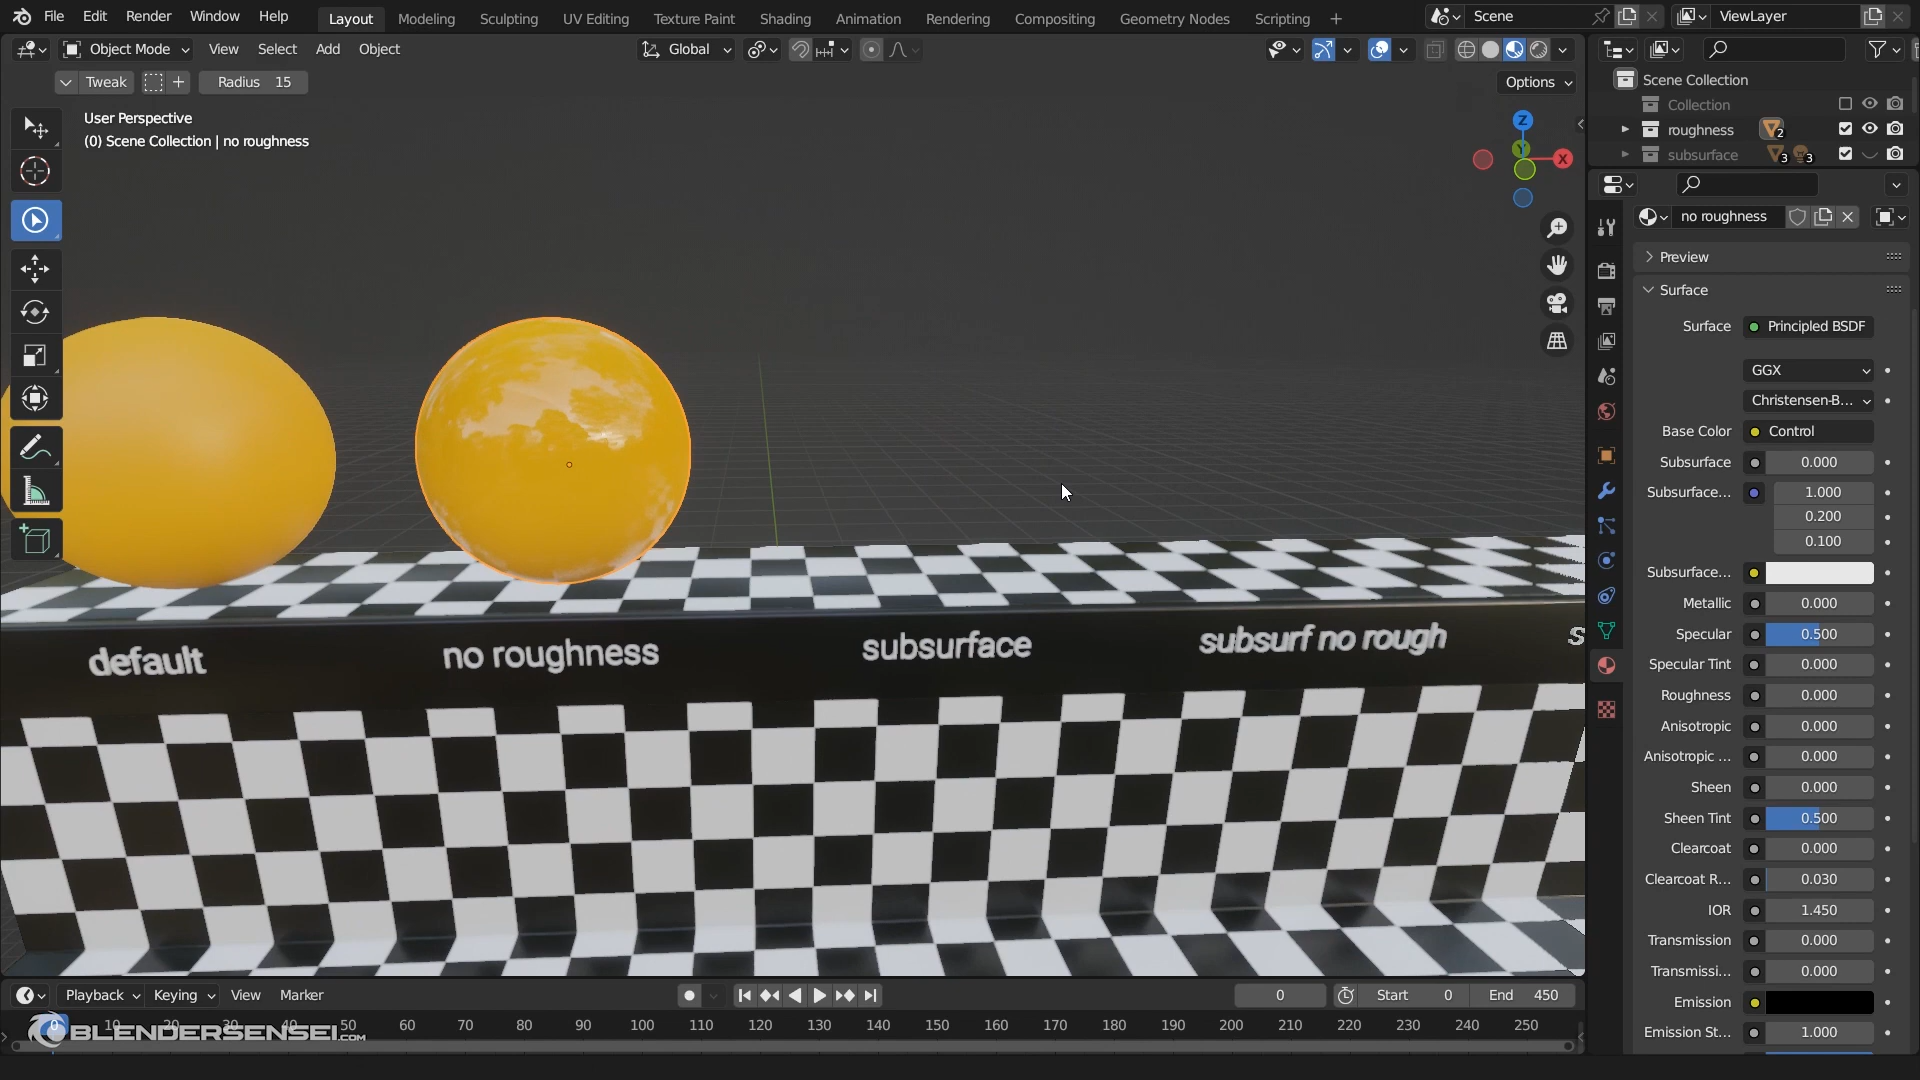 File Edit Render Window Help Layout Modeling Sculpting UV Editing Texture Paint Shading Animation Rendering Compositing Geometry Nodes Scripting + Scene ViewLayer
Object Mode View Select Add Object Global
Tweak Radius 15 Options
User Perspective
(0) Scene Collection | no roughness
Z
Y
X
default
no roughness
subsurface
subsurf no rough
Scene Collection
Collection
roughness 2
subsurface 3 3
no roughness
Preview
Surface
Surface Principled BSDF
GGX
Christensen-B...
Base Color Control
Subsurface 0.000
Subsurface... 1.000
0.200
0.100
Subsurface...
Metallic 0.000
Specular 0.500
Specular Tint 0.000
Roughness 0.000
Anisotropic 0.000
Anisotropic ... 0.000
Sheen 0.000
Sheen Tint 0.500
Clearcoat 0.000
Clearcoat R... 0.030
IOR 1.450
Transmission 0.000
Transmissi... 0.000
Emission
Emission St... 1.000
Playback Keying View Marker 0 Start 0 End 450
0 10 20 30 40 50 60 70 80 90 100 110 120 130 140 150 160 170 180 190 200 210 220 230 240 250
BLENDERSENSEI.COM